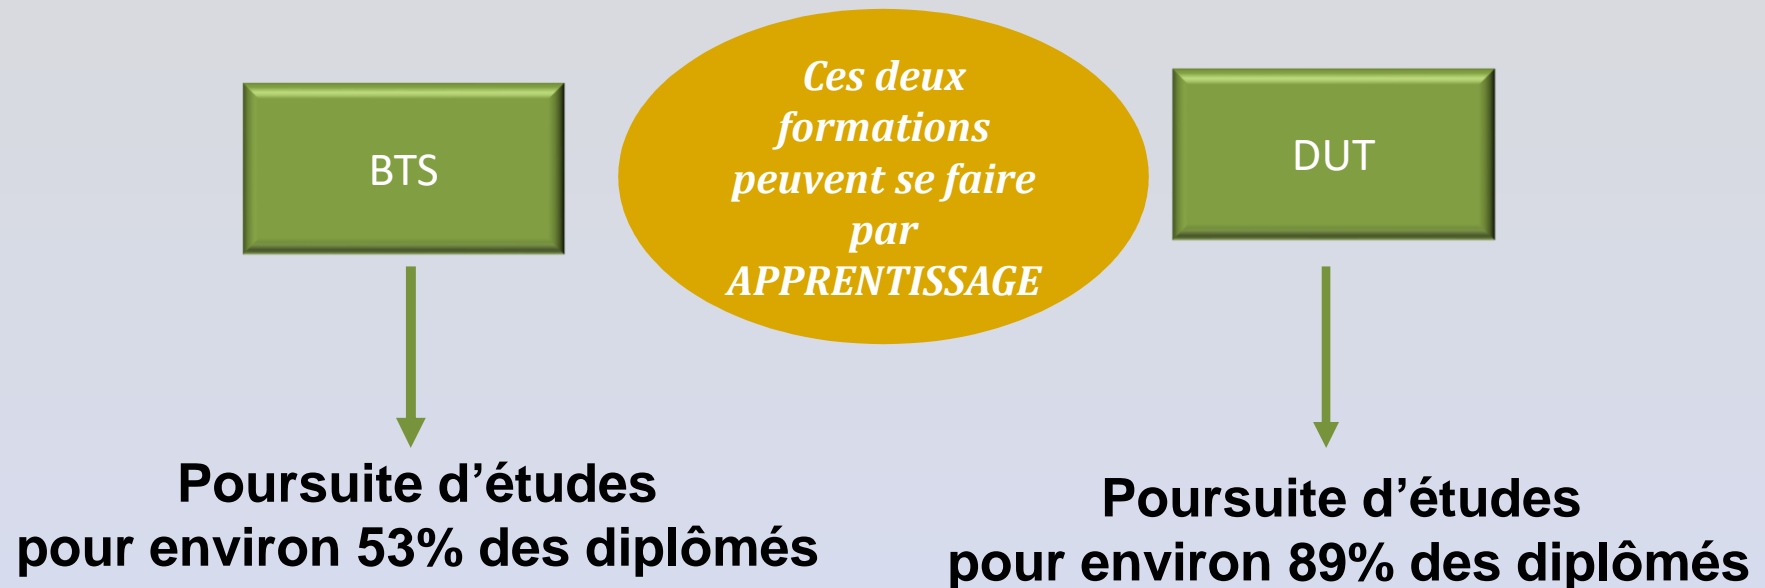 BTS
Ces deux
formations
peuvent se faire
par
APPRENTISSAGE
DUT
Poursuite d’études
pour environ 53% des diplômés
Poursuite d’études
pour environ 89% des diplômés